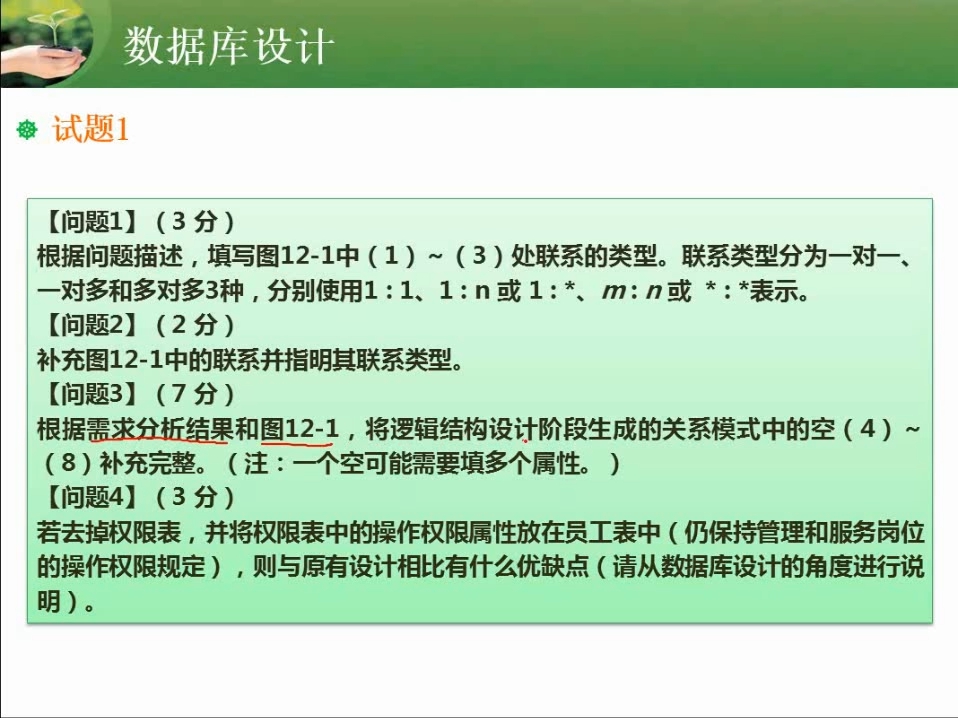 数据库设计
试题1
【问题1】（3 分）
根据问题描述，填写图12-1中（1）～（3）处联系的类型。联系类型分为一对一、
一对多和多对多3种，分别使用1：1、1：n 或 1：*、m：n 或 *：*表示。
【问题2】（2 分）
补充图12-1中的联系并指明其联系类型。
【问题3】（7 分）
根据需求分析结果和图12-1，将逻辑结构设计阶段生成的关系模式中的空（4）～
（8）补充完整。（注：一个空可能需要填多个属性。）
【问题4】（3 分）
若去掉权限表，并将权限表中的操作权限属性放在员工表中（仍保持管理和服务岗位
的操作权限规定），则与原有设计相比有什么优缺点（请从数据库设计的角度进行说
明）。